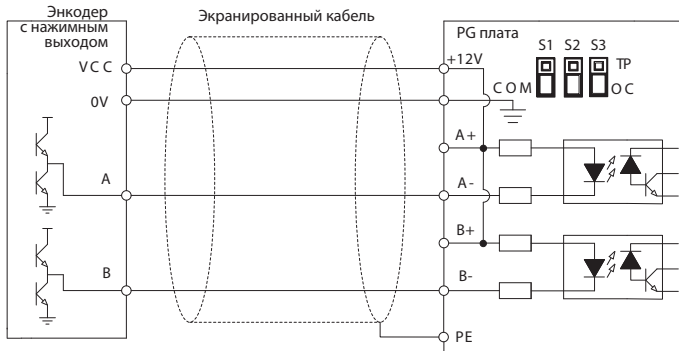 Энкодер
с нажимным
выходом
Экранированный кабель
PG плата
S1 S2 S3
VCC
+12V
TP
COM
OC
0V
A+
A
A-
B+
B
B-
PE